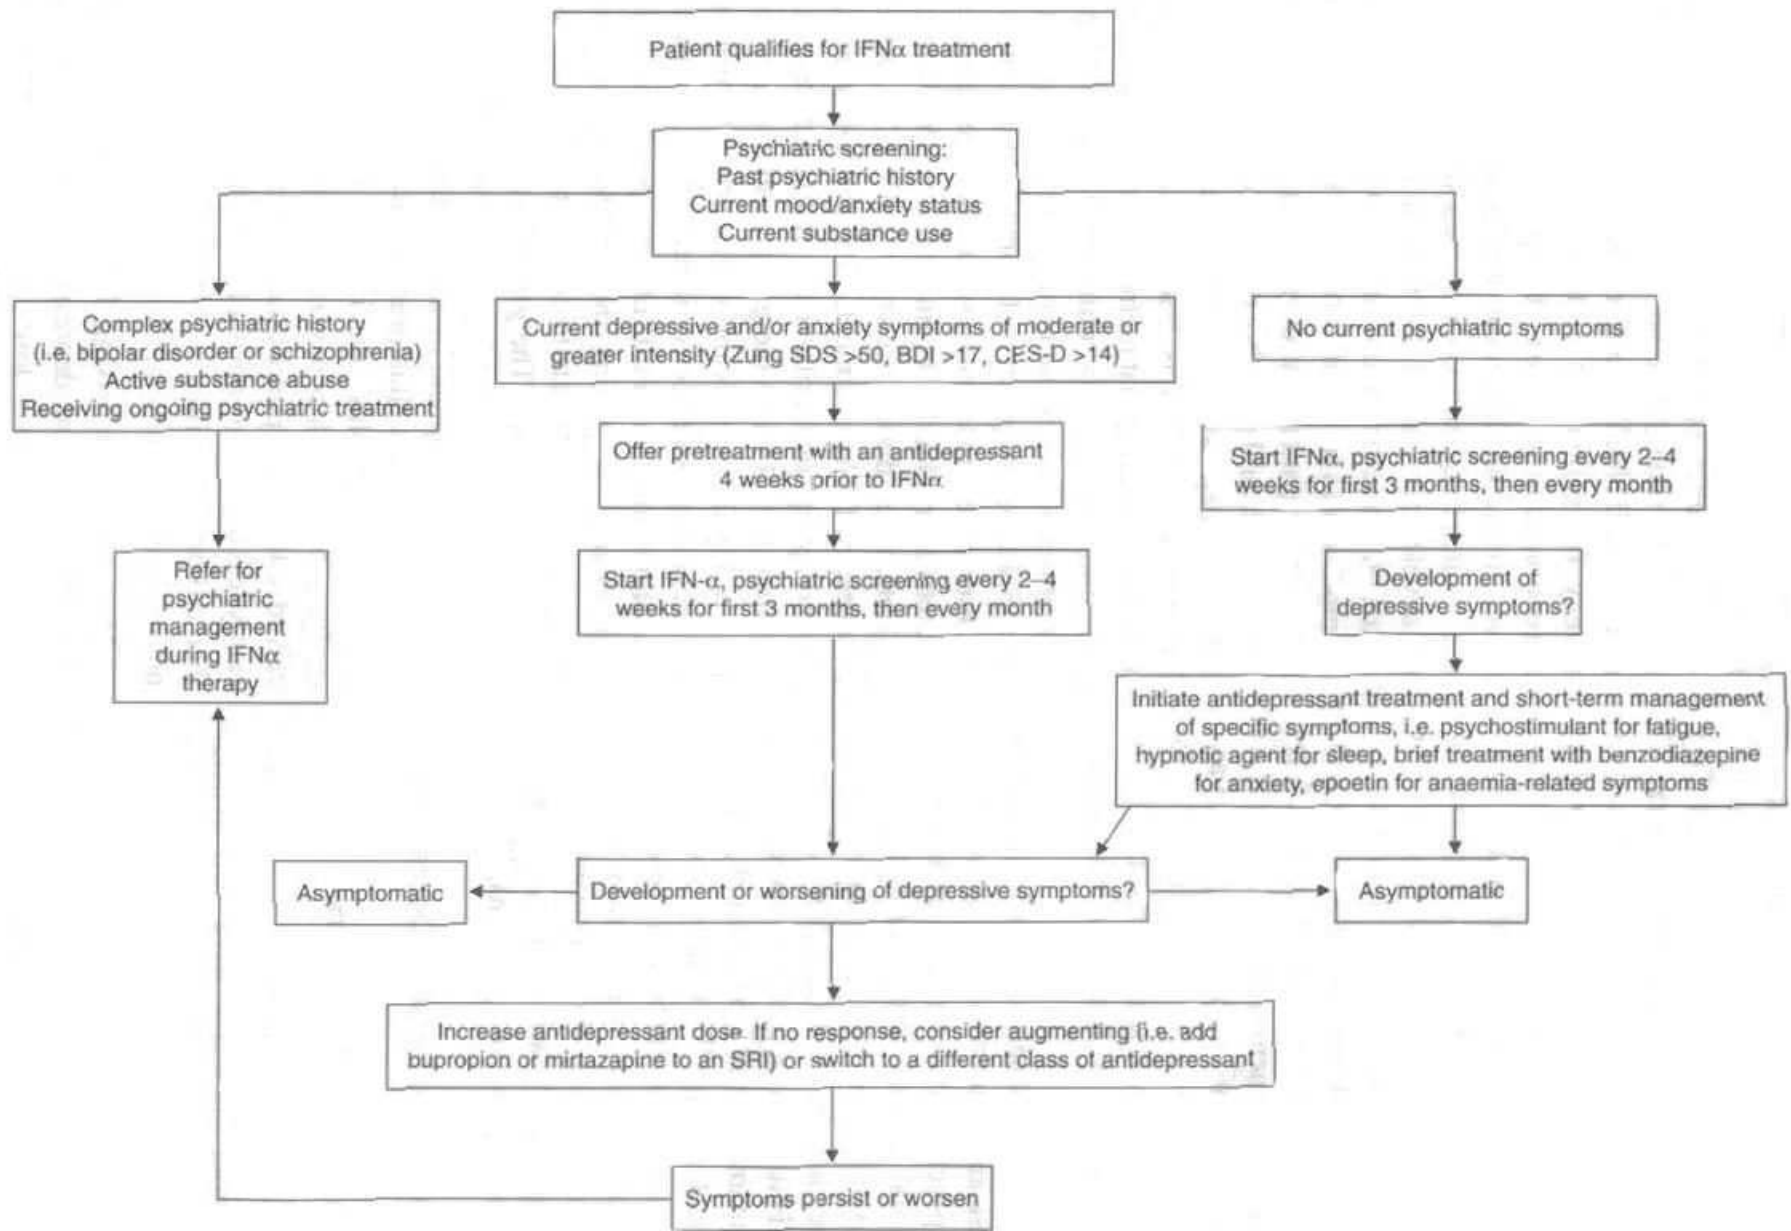 Patient qualifies for IFNα treatment
Psychiatric screening:
Past psychiatric history
Current mood/anxiety status
Current substance use
Complex psychiatric history
(i.e. bipolar disorder or schizophrenia)
Active substance abuse
Receiving ongoing psychiatric treatment
Current depressive and/or anxiety symptoms of moderate or
greater intensity (Zung SDS >50, BDI >17, CES-D >14)
No current psychiatric symptoms
Offer pretreatment with an antidepressant
4 weeks prior to IFNα
Start IFNα, psychiatric screening every 2–4
weeks for first 3 months, then every month
Refer for
psychiatric
management
during IFNα
therapy
Start IFN-α, psychiatric screening every 2–4
weeks for first 3 months, then every month
Development of
depressive symptoms?
Initiate antidepressant treatment and short-term management
of specific symptoms, i.e. psychostimulant for fatigue,
hypnotic agent for sleep, brief treatment with benzodiazepine
for anxiety, epoetin for anaemia-related symptoms
Asymptomatic
Development or worsening of depressive symptoms?
Asymptomatic
Increase antidepressant dose. If no response, consider augmenting (i.e. add
bupropion or mirtazapine to an SRI) or switch to a different class of antidepressant
Symptoms persist or worsen